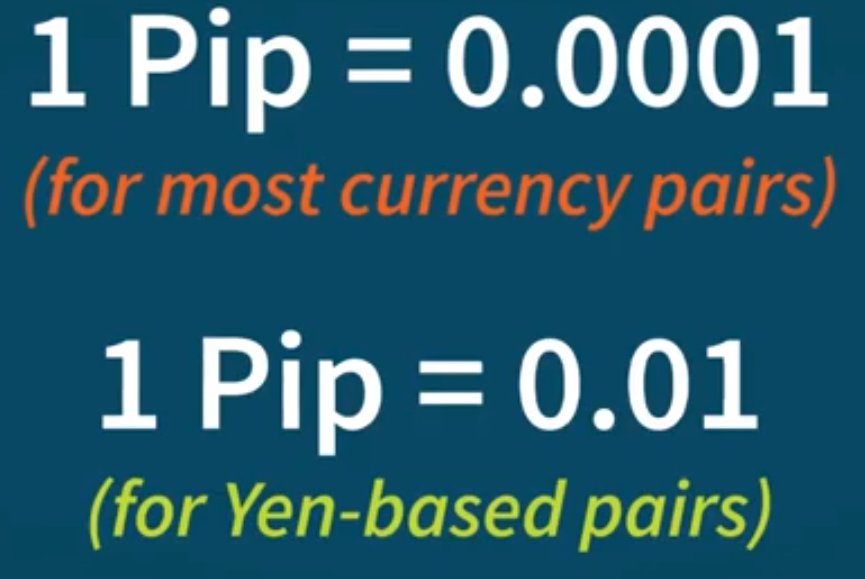 1 Pip = 0.0001
(for most currency pairs)
1 Pip = 0.01
(for Yen-based pairs)